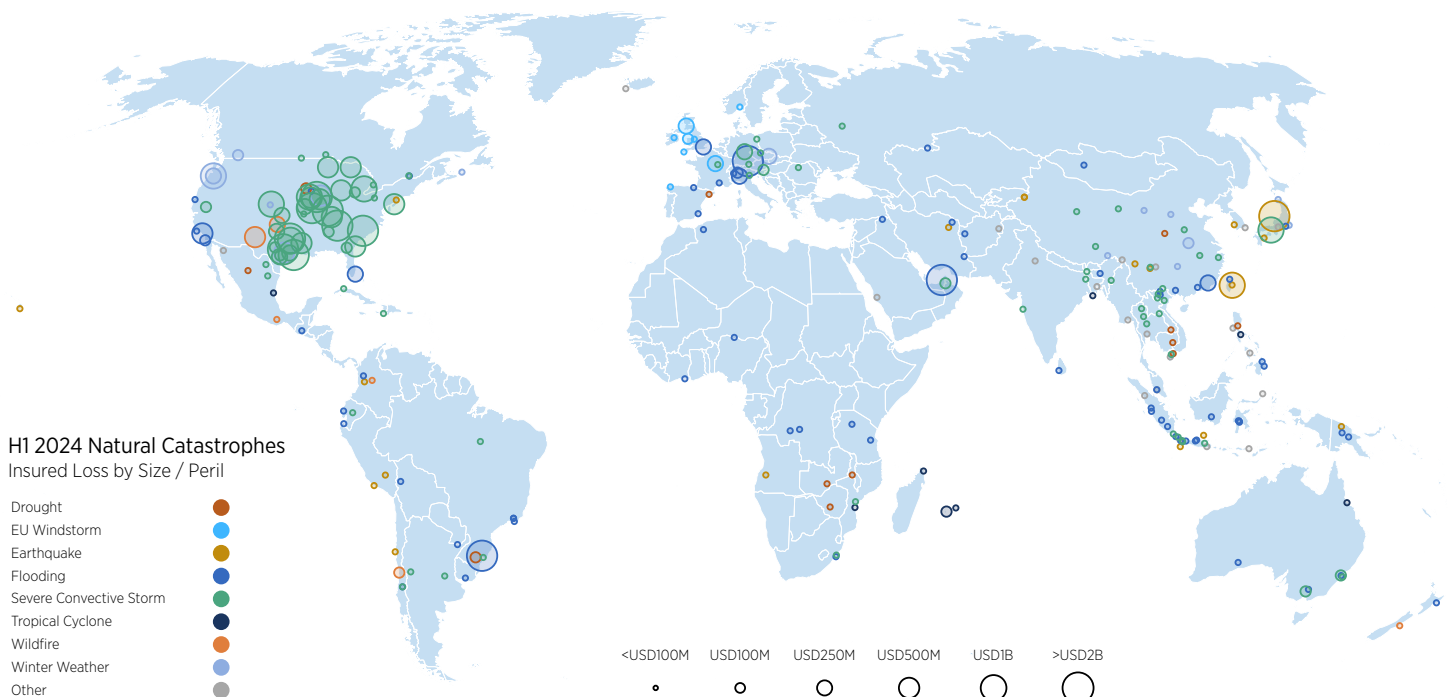 H1 2024 Natural Catastrophes
Insured Loss by Size / Peril
Drought
EU Windstorm
Earthquake
Flooding
Severe Convective Storm
Tropical Cyclone
Wildfire
Winter Weather
Other
<USD100M USD100M USD250M USD500M USD1B >USD2B